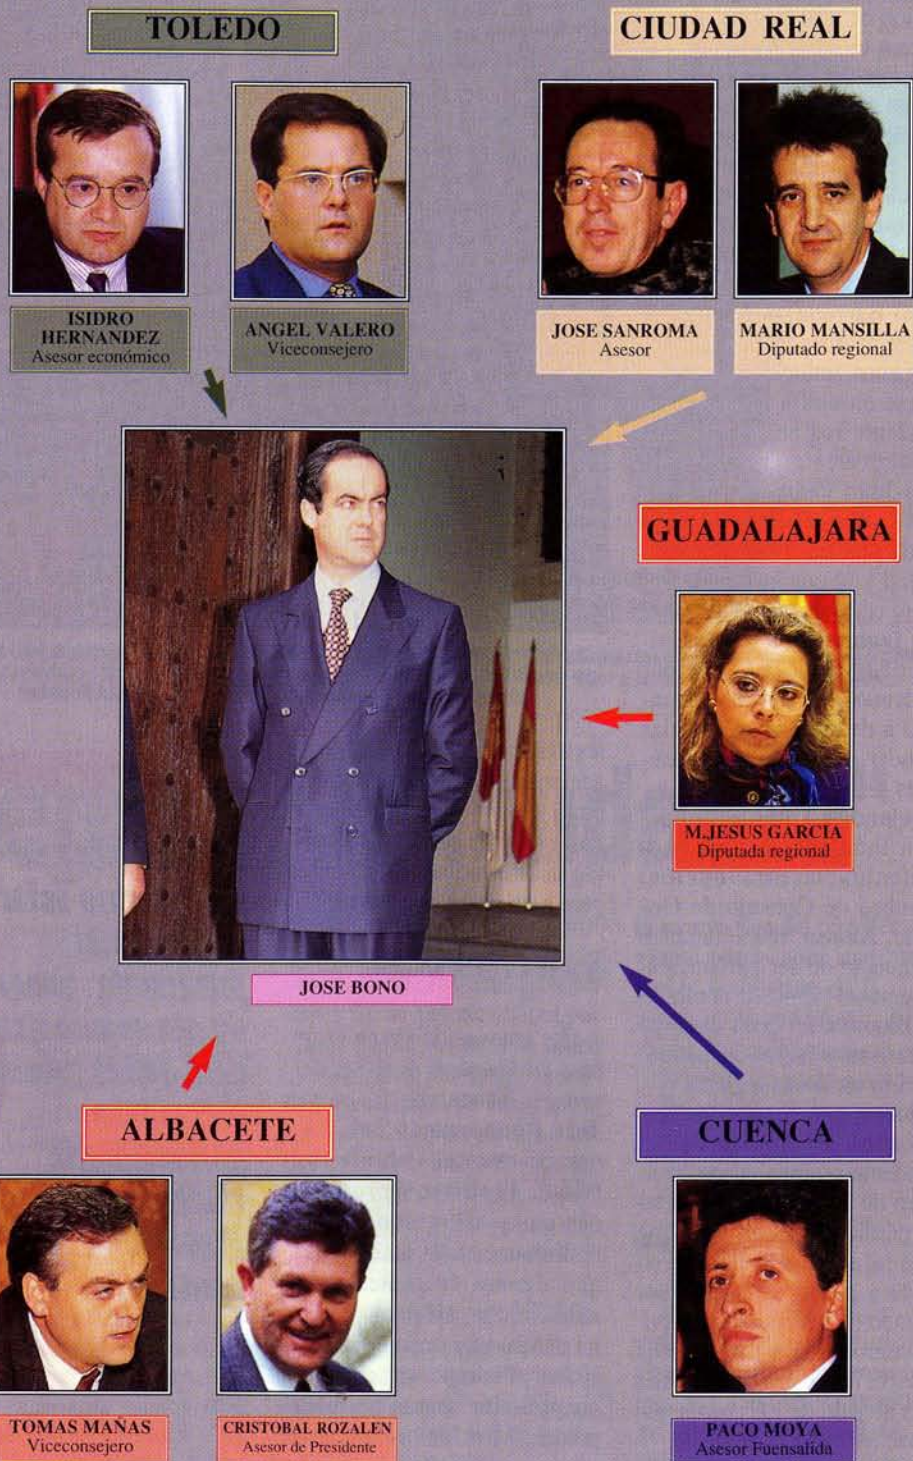 TOLEDO
CIUDAD REAL
ISIDRO
HERNANDEZ
Asesor económico
ANGEL VALERO
Viceconsejero
JOSE SANROMA
Asesor
MARIO MANSILLA
Diputado regional
GUADALAJARA
M.JESUS GARCIA
Diputada regional
JOSE BONO
ALBACETE
CUENCA
TOMAS MAÑAS
Viceconsejero
CRISTOBAL ROZALEN
Asesor de Presidente
PACO MOYA
Asesor Fuensalida